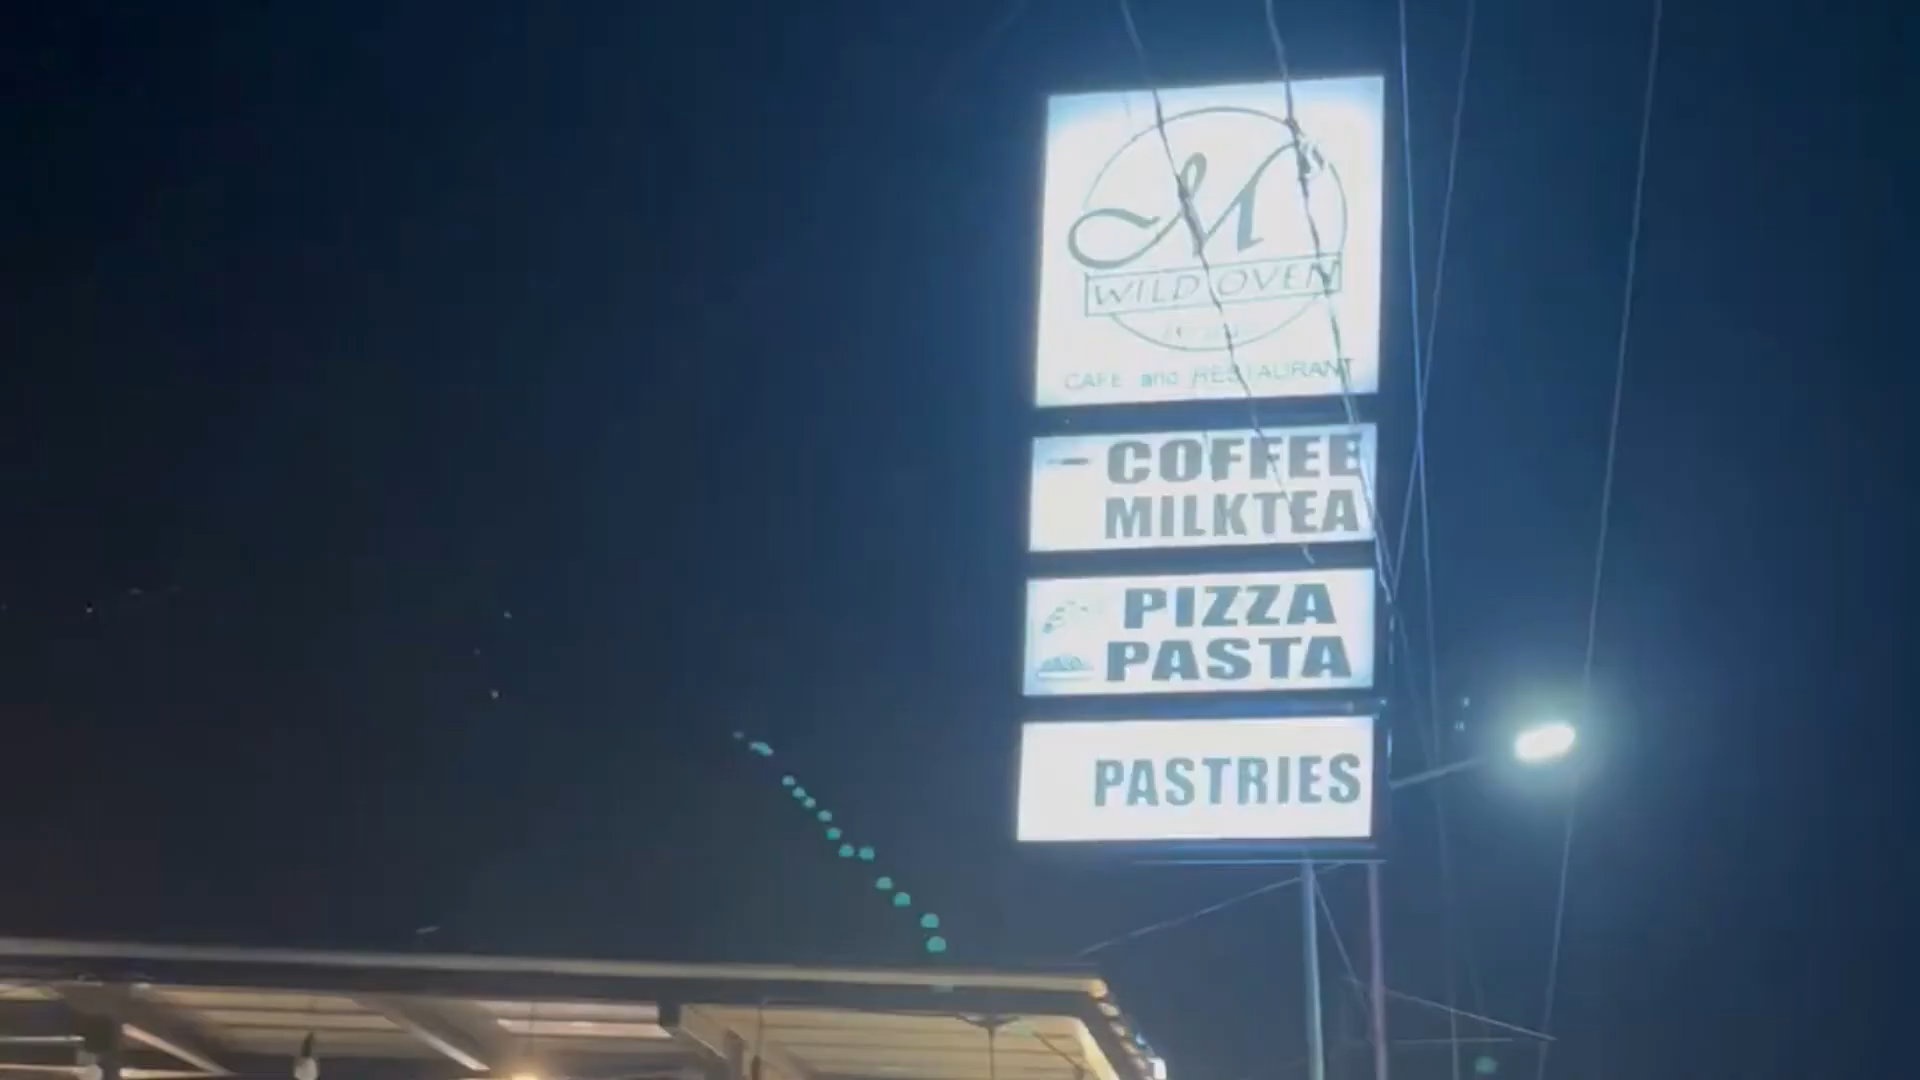 M's
WILD OVEN
CAFE and RESTAURANT
COFFEE
MILKTEA
PIZZA
PASTA
PASTRIES